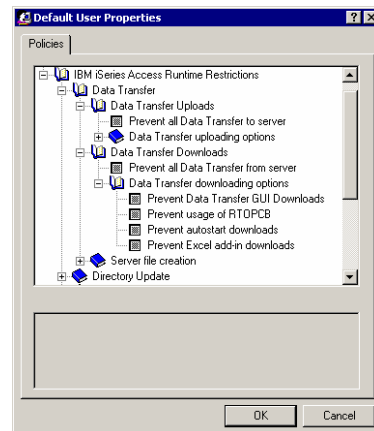 Default User Properties
Policies
IBM iSeries Access Runtime Restrictions
Data Transfer
Data Transfer Uploads
Prevent all Data Transfer to server
Data Transfer uploading options
Data Transfer Downloads
Prevent all Data Transfer from server
Data Transfer downloading options
Prevent Data Transfer GUI Downloads
Prevent usage of RTOPCB
Prevent autostart downloads
Prevent Excel add-in downloads
Server file creation
Directory Update
OK Cancel